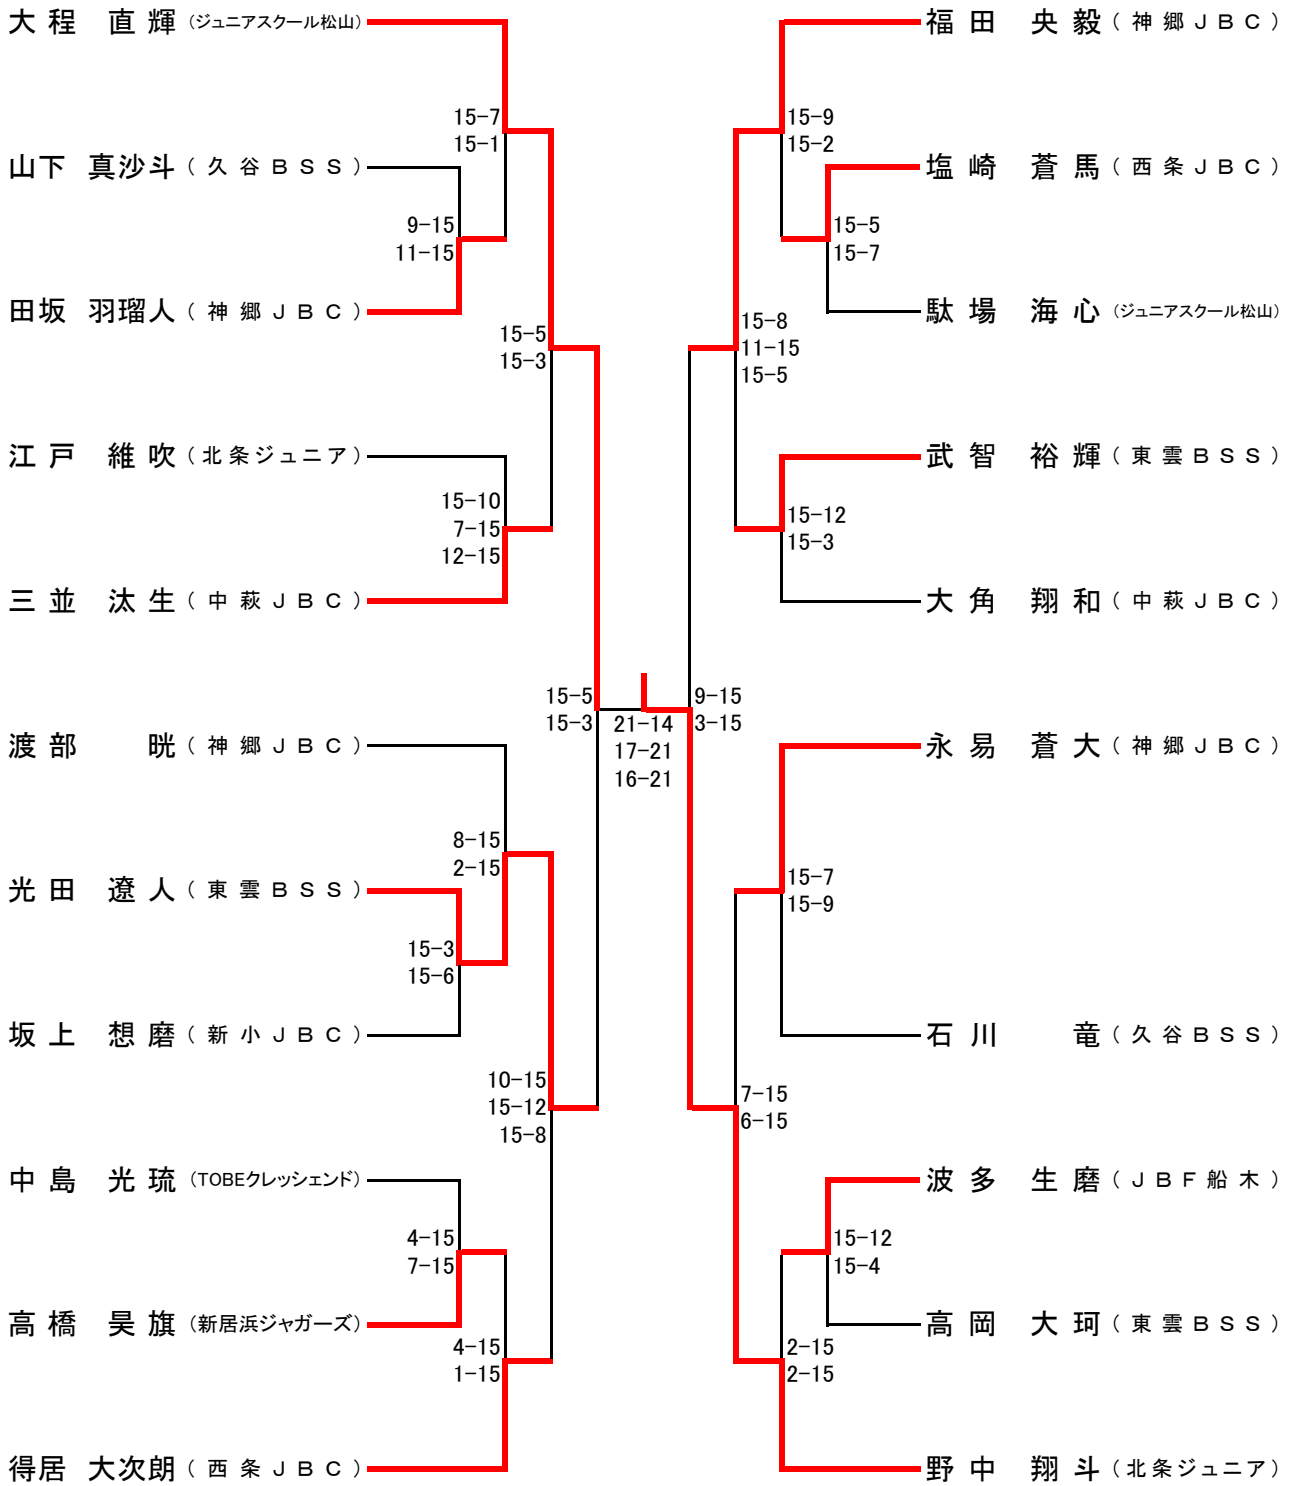 大程 直輝 (ジュニアスクール松山)
15-7
15-1
山下 真沙斗 (久谷BSS)
9-15
11-15
田坂 羽瑠人 (神郷JBC)
15-5
15-3
江戸 維吹 (北条ジュニア)
15-10
7-15
12-15
三並 汰生 (中萩JBC)
15-5
15-3
渡部 晄 (神郷JBC)
8-15
2-15
光田 遼人 (東雲BSS)
15-3
15-6
坂上 想磨 (新小JBC)
10-15
15-12
15-8
中島 光琉 (TOBEクレッシェンド)
4-15
7-15
高橋 昊旗 (新居浜ジャガーズ)
4-15
1-15
得居 大次朗 (西条JBC)
21-14
17-21
16-21
福田 央毅 (神郷JBC)
15-9
15-2
塩崎 蒼馬 (西条JBC)
15-5
15-7
駄場 海心 (ジュニアスクール松山)
15-8
11-15
15-5
武智 裕輝 (東雲BSS)
15-12
15-3
大角 翔和 (中萩JBC)
9-15
3-15
永易 蒼大 (神郷JBC)
15-7
15-9
石川 竜 (久谷BSS)
7-15
6-15
波多 生磨 (JBF船木)
15-12
15-4
高岡 大珂 (東雲BSS)
2-15
2-15
野中 翔斗 (北条ジュニア)